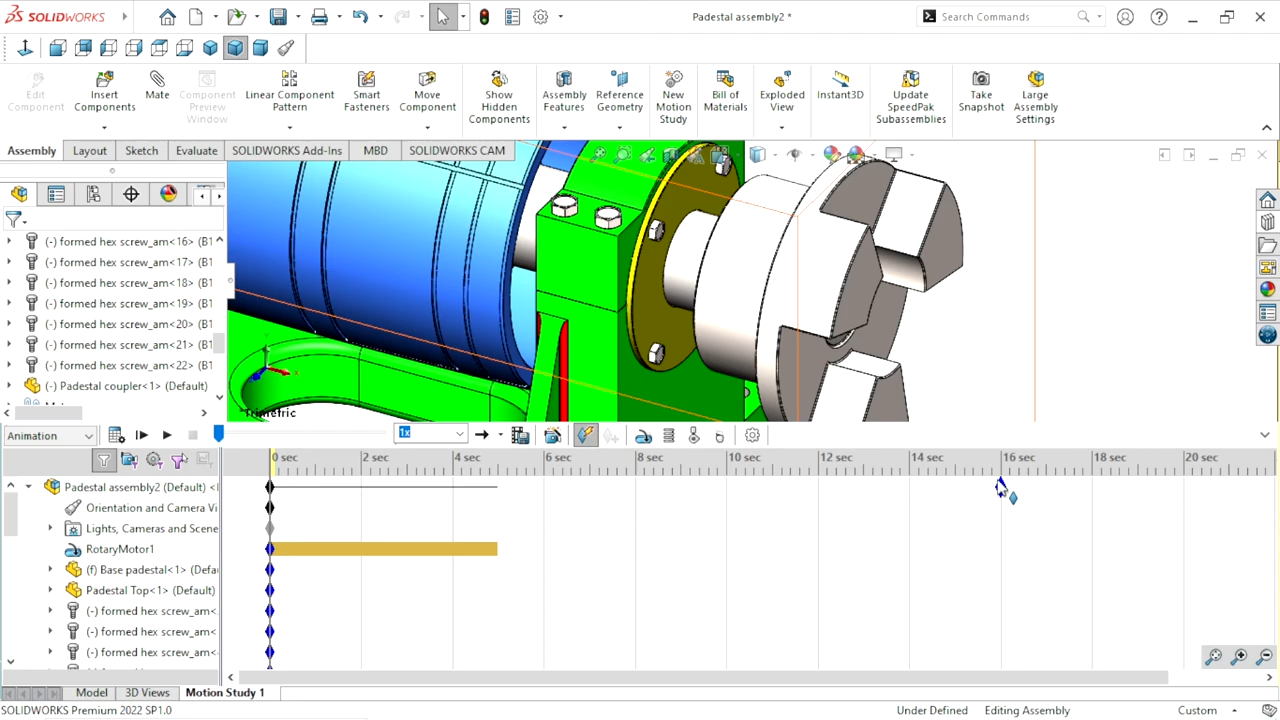 SOLIDWORKS
Padestal assembly2 *
Search Commands
Edit Component
Insert Components
Mate
Component Preview Window
Linear Component Pattern
Smart Fasteners
Move Component
Show Hidden Components
Assembly Features
Reference Geometry
New Motion Study
Bill of Materials
Exploded View
Instant3D
Update SpeedPak Subassemblies
Take Snapshot
Large Assembly Settings
Assembly
Layout
Sketch
Evaluate
SOLIDWORKS Add-Ins
MBD
SOLIDWORKS CAM
(-) formed hex screw_am<16> (B1
(-) formed hex screw_am<17> (B1
(-) formed hex screw_am<18> (B1
(-) formed hex screw_am<19> (B1
(-) formed hex screw_am<20> (B1
(-) formed hex screw_am<21> (B1
(-) formed hex screw_am<22> (B1
(-) Padestal coupler<1> (Default)
*Trimetric
Animation
1x
0 sec 2 sec 4 sec 6 sec 8 sec 10 sec 12 sec 14 sec 16 sec 18 sec 20 sec
Padestal assembly2 (Default) <
Orientation and Camera Vi
Lights, Cameras and Scene
RotaryMotor1
(f) Base padestal<1> (Defau
Padestal Top<1> (Default)
(-) formed hex screw_am<
(-) formed hex screw_am<
(-) formed hex screw_am<
Model
3D Views
Motion Study 1
SOLIDWORKS Premium 2022 SP1.0
Under Defined
Editing Assembly
Custom